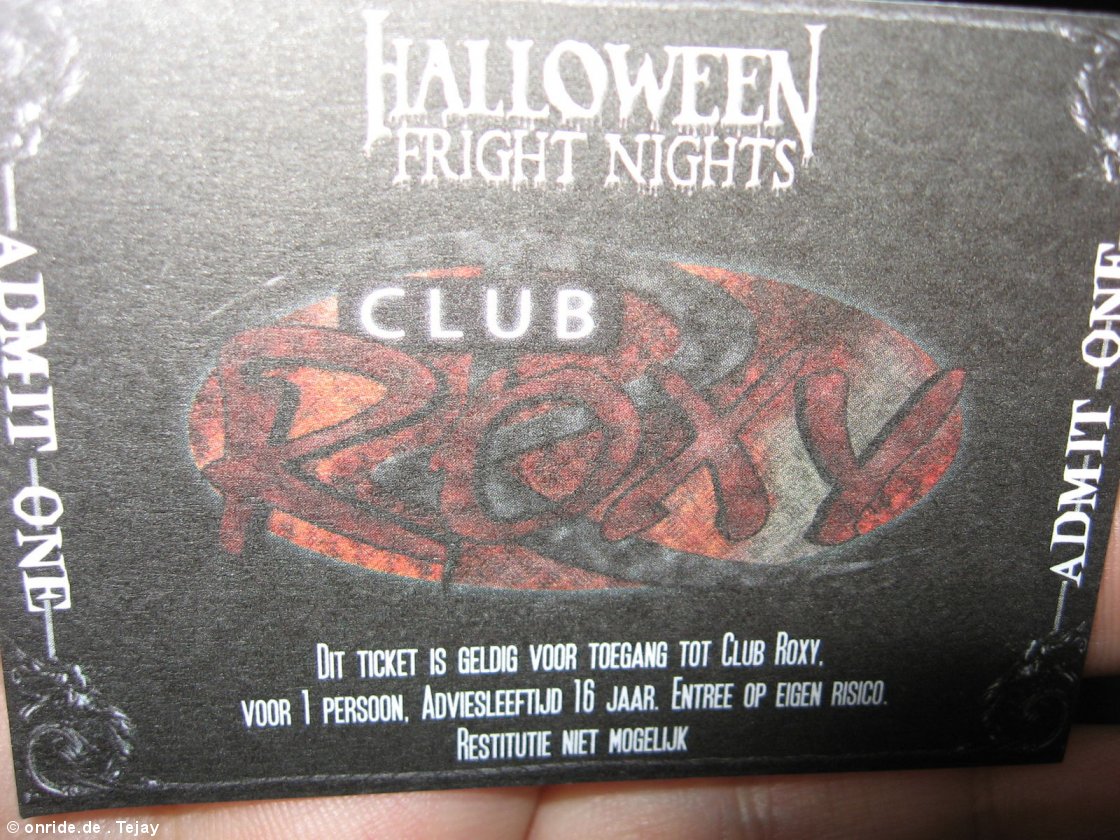 HALLOWEEN
FRIGHT NIGHTS
CLUB
ROXY
ADMIT ONE
ADMIT ONE
DIT TICKET IS GELDIG VOOR TOEGANG TOT CLUB ROXY.
VOOR 1 PERSOON, ADVIESLEEFTIJD 16 JAAR. ENTREE OP EIGEN RISICO.
RESTITUTIE NIET MOGELIJK
© onride.de . Tejay